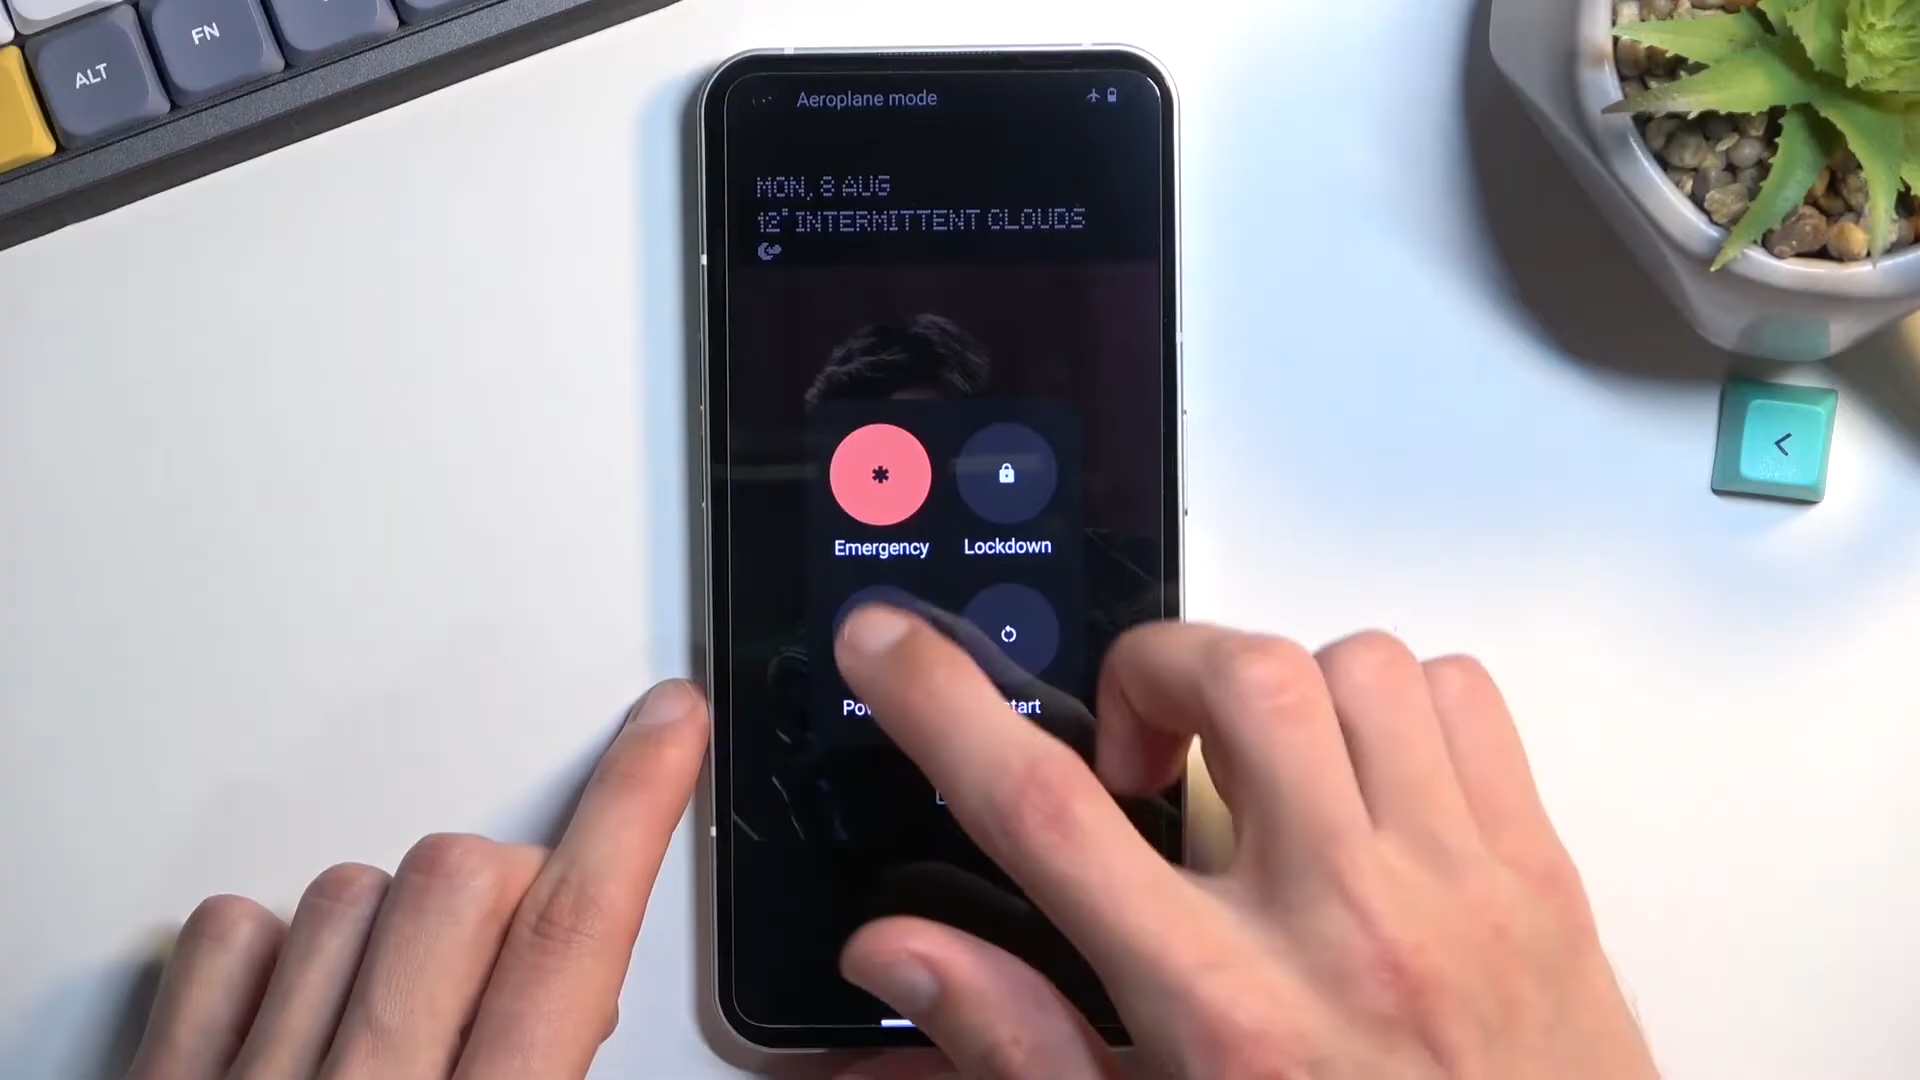 ALT
FN
Aeroplane mode
MON, 8 AUG
12° INTERMITTENT CLOUDS
Emergency
Lockdown
<